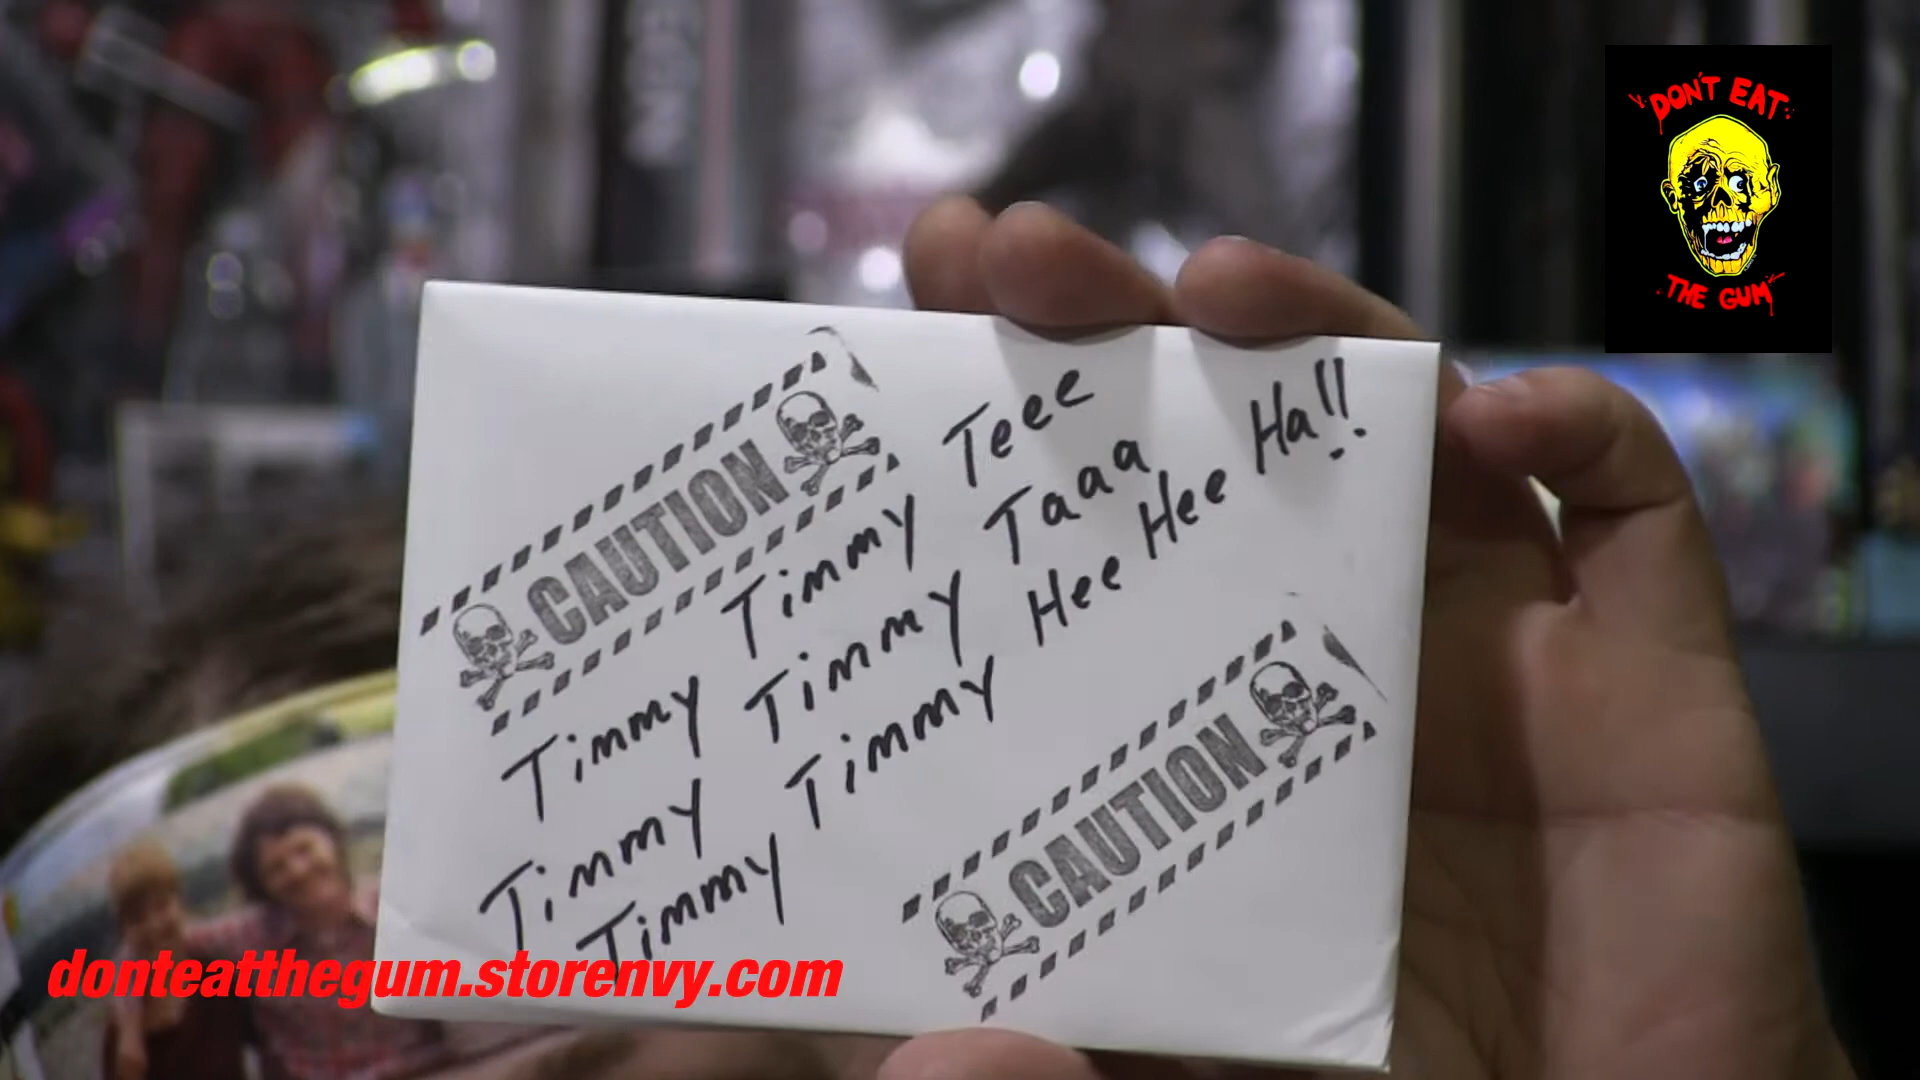 DON'T EAT
THE GUM
CAUTION
Timmy Timmy Teee
Timmy Timmy Taaa
Timmy Timmy Hee Hee Ha!!
CAUTION
donteatthegum.storenvy.com